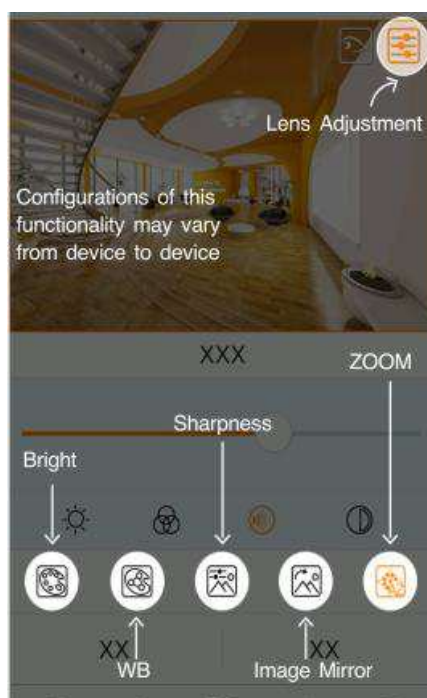 Lens Adjustment
Configurations of this
functionality may vary
from device to device
XXX
ZOOM
Sharpness
Bright
XX
XX
WB
Image Mirror